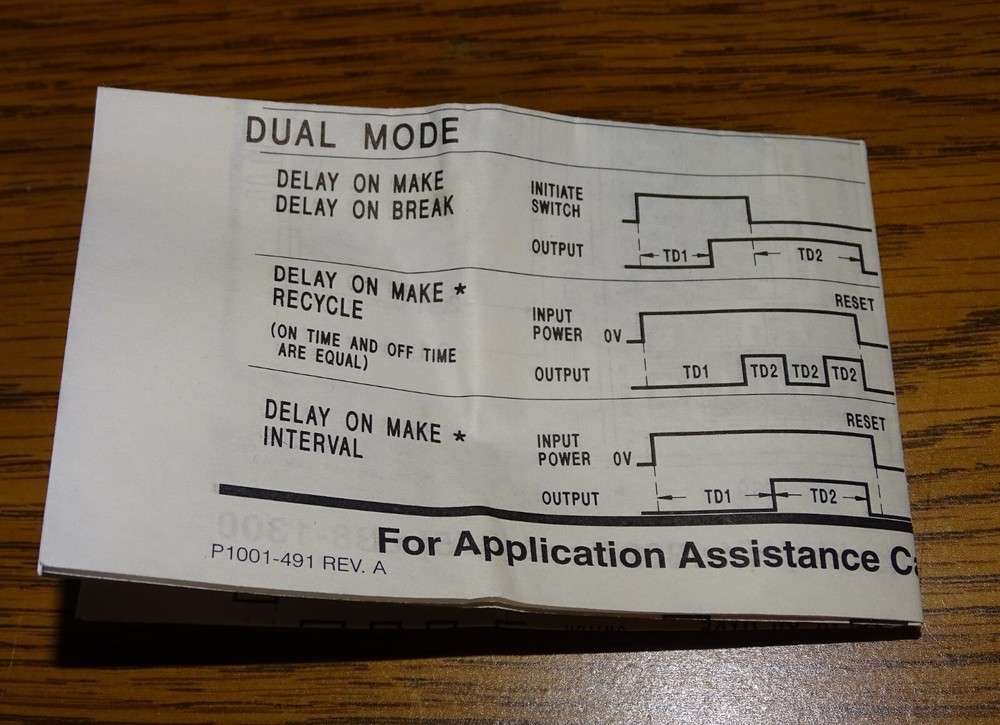 DUAL MODE
DELAY ON MAKE
DELAY ON BREAK
INITIATE
SWITCH
OUTPUT
TD1
TD2
DELAY ON MAKE *
RECYCLE
(ON TIME AND OFF TIME
ARE EQUAL)
RESET
INPUT
POWER 0V
OUTPUT
TD1 TD2 TD2 TD2
DELAY ON MAKE *
INTERVAL
RESET
INPUT
POWER 0V
OUTPUT
TD1 TD2
P1001-491 REV. A
For Application Assistance